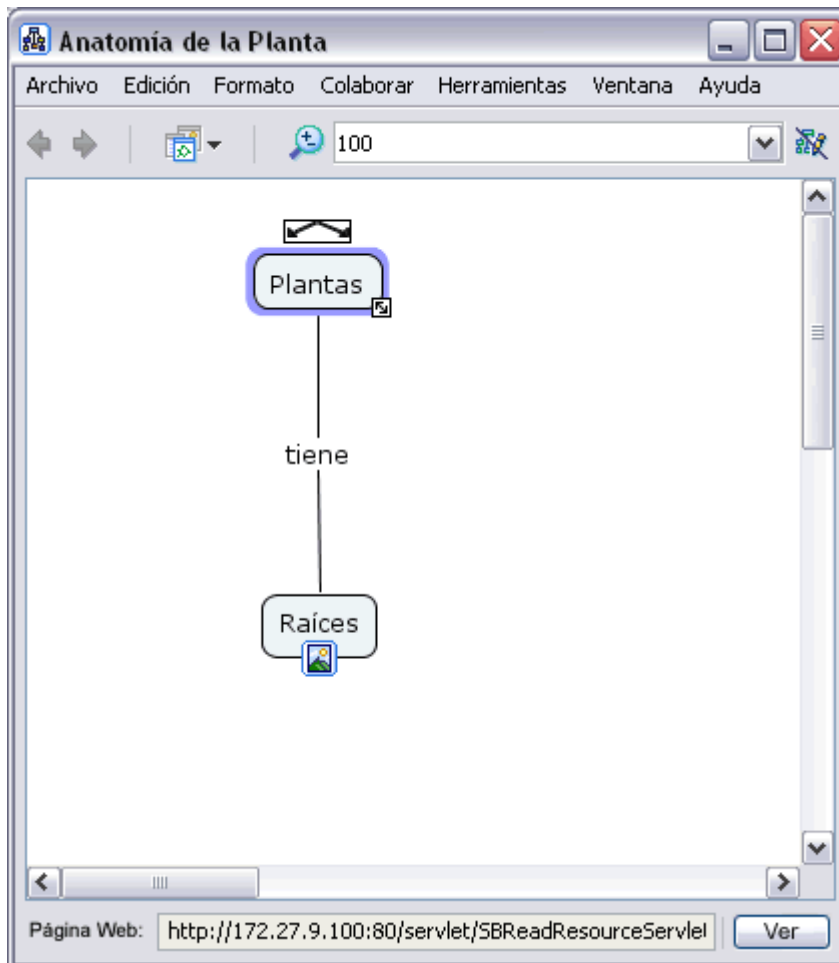 Anatomía de la Planta
Archivo Edición Formato Colaborar Herramientas Ventana Ayuda
100
Plantas
tiene
Raíces
Página Web: http://172.27.9.100:80/servlet/SBReadResourceServlet Ver